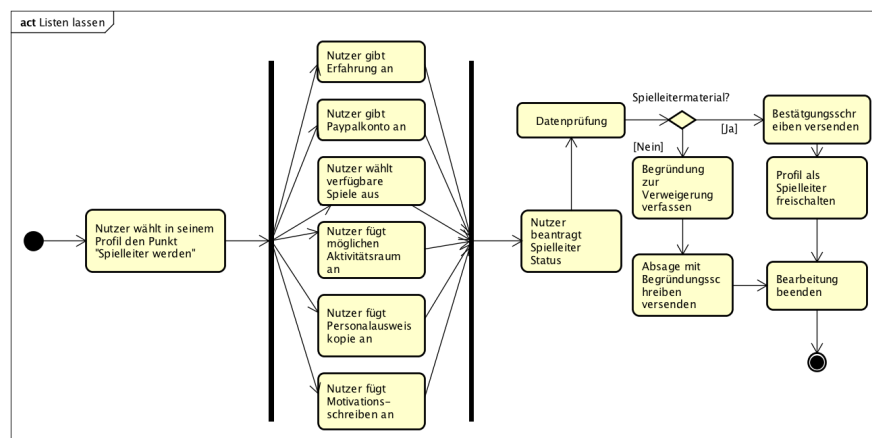 act Listen lassen
Nutzer wählt in seinem
Profil den Punkt
"Spielleiter werden"
Nutzer gibt
Erfahrung an
Nutzer gibt
Paypalkonto an
Nutzer wählt
verfügbare
Spiele aus
Nutzer fügt
möglichen
Aktivitätsraum
an
Nutzer fügt
Personalausweis
kopie an
Nutzer fügt
Motivations-
schreiben an
Nutzer
beantragt
Spielleiter
Status
Datenprüfung
Spielleitermaterial?
[Nein]
[Ja]
Begründung
zur
Verweigerung
verfassen
Absage mit
Begründungssc
hreiben
versenden
Bestätgungsschr
eiben versenden
Profil als
Spielleiter
freischalten
Bearbeitung
beenden